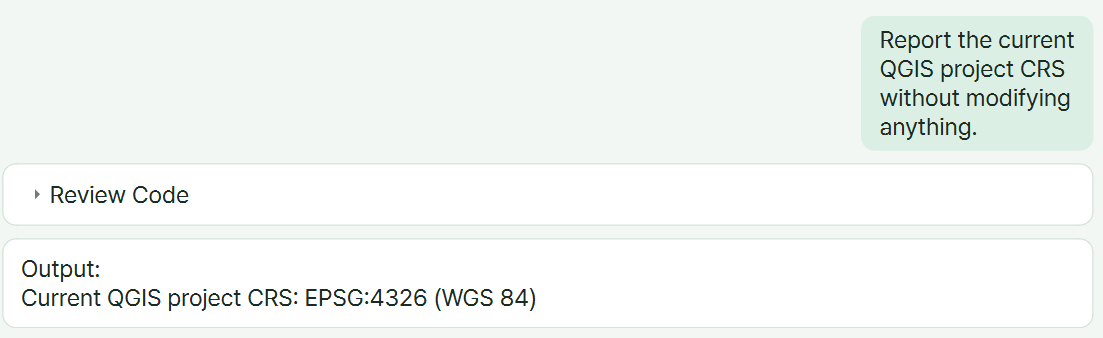 Report the current
QGIS project CRS
without modifying
anything.
Review Code
Output:
Current QGIS project CRS: EPSG:4326 (WGS 84)